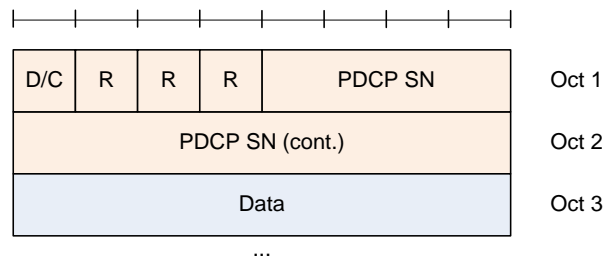 D/C R R R PDCP SN Oct 1
PDCP SN (cont.) Oct 2
Data Oct 3
...